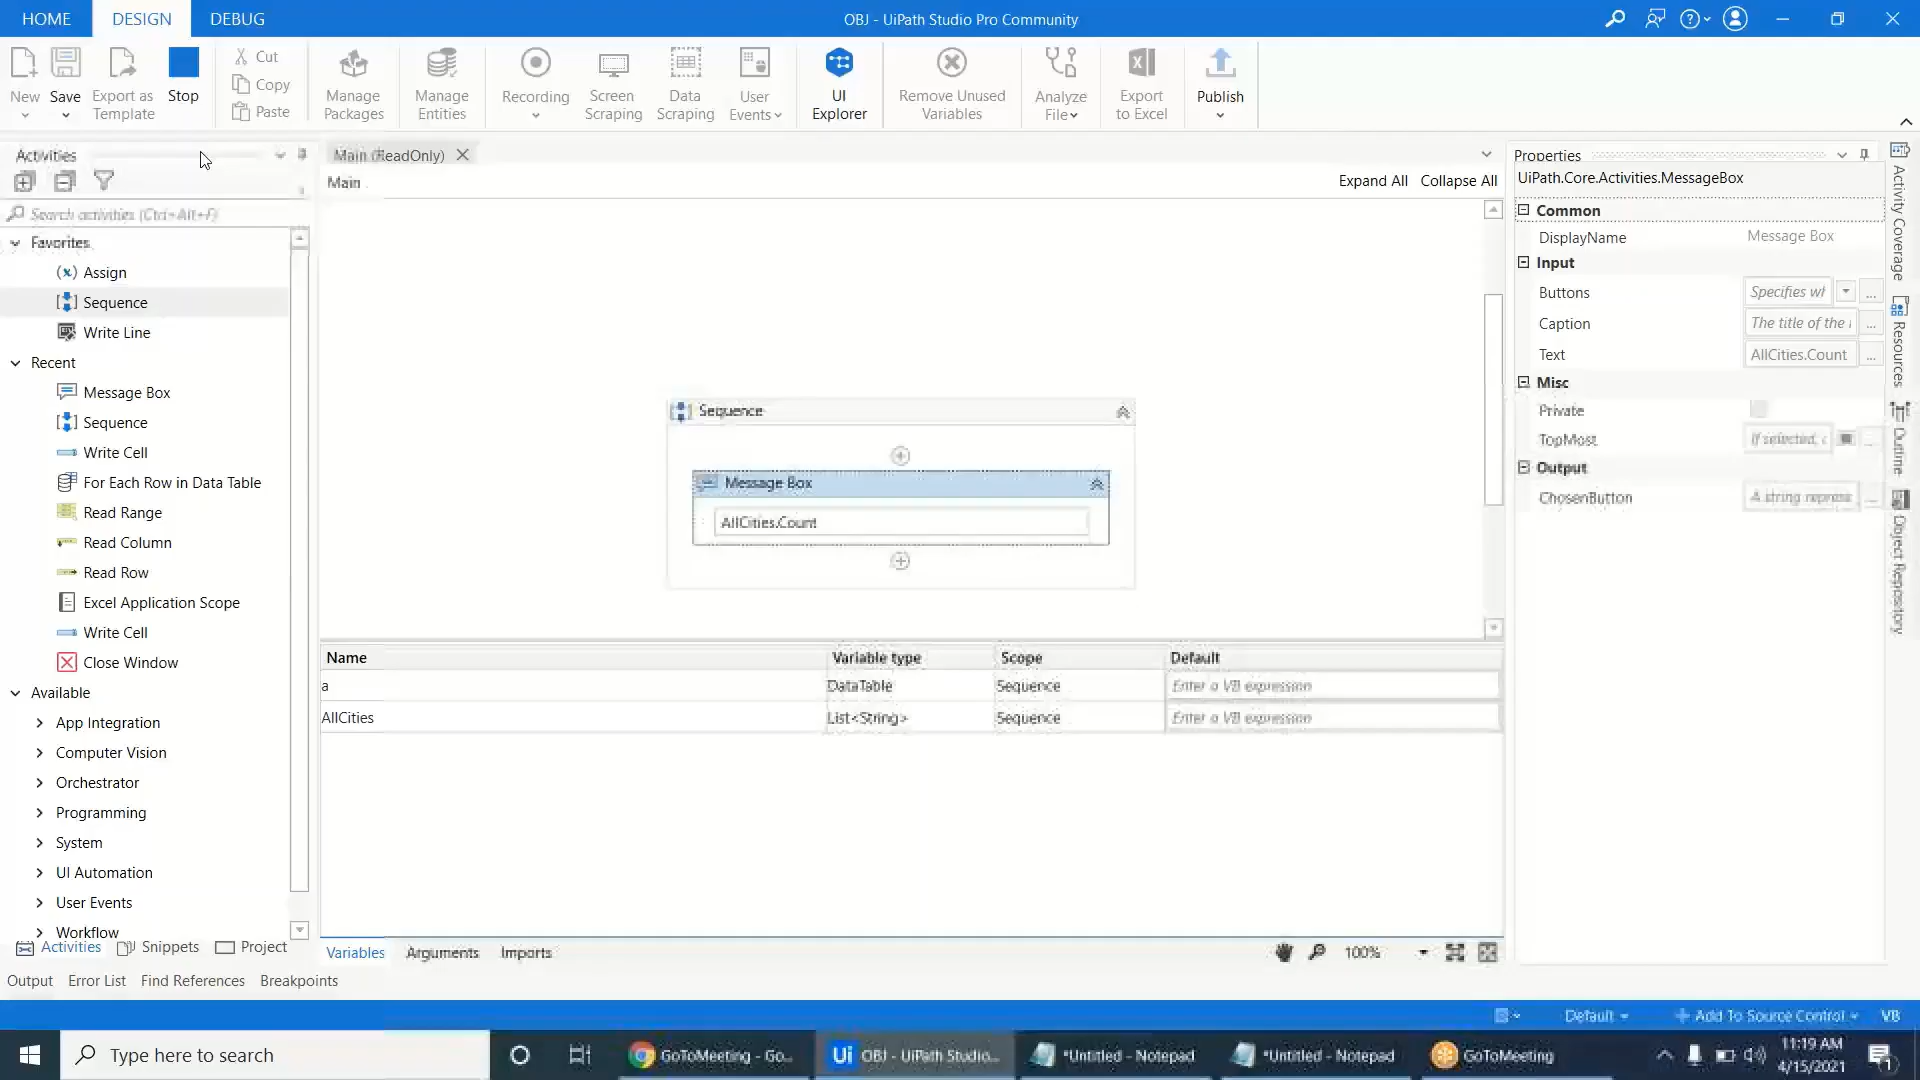 HOME DESIGN DEBUG OBJ - UiPath Studio Pro Community
New Save Export as Template Stop Cut Copy Paste Manage Packages Manage Entities Recording Screen Scraping Data Scraping User Events UI Explorer Remove Unused Variables Analyze File Export to Excel Publish
Activities
Search activities (Ctrl+Alt+F)
Favorites
Assign
Sequence
Write Line
Recent
Message Box
Sequence
Write Cell
For Each Row in Data Table
Read Range
Read Column
Read Row
Excel Application Scope
Write Cell
Close Window
Available
App Integration
Computer Vision
Orchestrator
Programming
System
UI Automation
User Events
Workflow
Activities Snippets Project
Main (ReadOnly)
Main Expand All Collapse All
Sequence
Message Box
AllCities.Count
Name Variable type Scope Default
a DataTable Sequence Enter a VB expression
AllCities List<String> Sequence Enter a VB expression
Variables Arguments Imports 100%
Properties
UiPath.Core.Activities.MessageBox
Common
DisplayName Message Box
Input
Buttons Specifies wh ...
Caption The title of the ...
Text AllCities.Count ...
Misc
Private
TopMost If selected, ...
Output
ChosenButton A string represe ...
Activity Coverage
Resources
Outline
Object Repository
Output Error List Find References Breakpoints
Default Add To Source Control VB
Type here to search GoToMeeting - Go... Ui OBJ - UiPath Studio... *Untitled - Notepad *Untitled - Notepad GoToMeeting 11:19 AM
4/15/2021 1